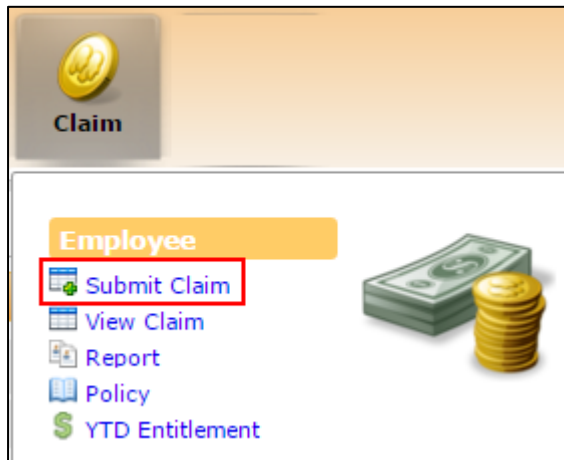 Claim
Employee
Submit Claim
View Claim
Report
Policy
YTD Entitlement